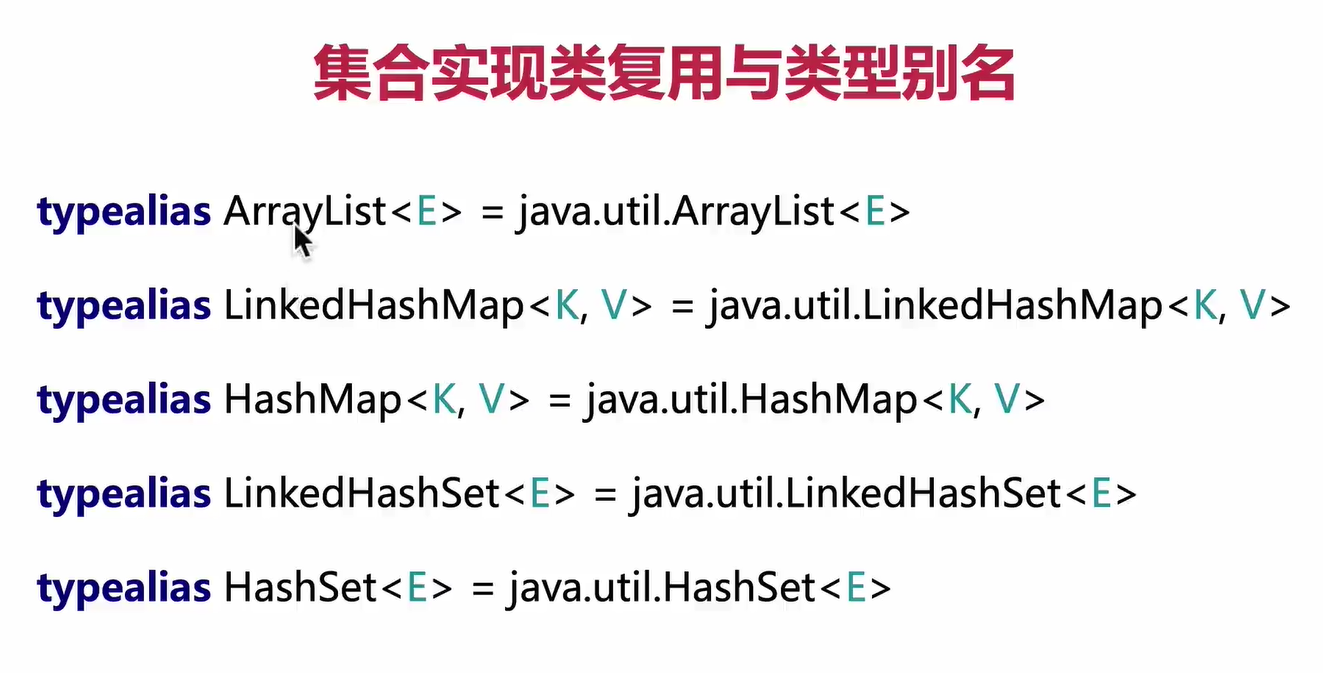 集合实现类复用与类型别名
typealias ArrayList<E> = java.util.ArrayList<E>
typealias LinkedHashMap<K, V> = java.util.LinkedHashMap<K, V>
typealias HashMap<K, V> = java.util.HashMap<K, V>
typealias LinkedHashSet<E> = java.util.LinkedHashSet<E>
typealias HashSet<E> = java.util.HashSet<E>